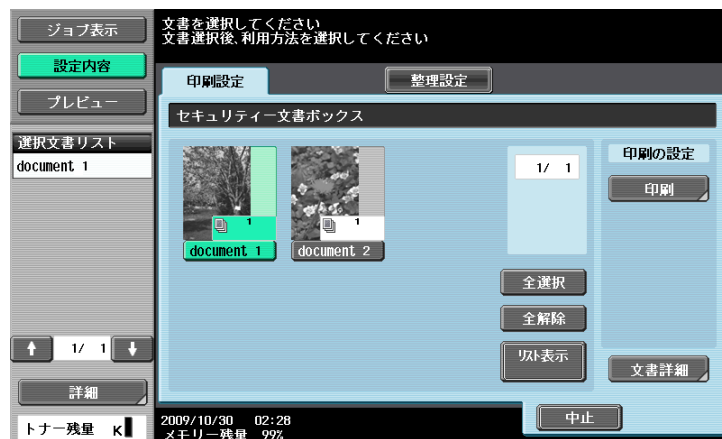 ジョブ表示
設定内容
プレビュー
選択文書リスト
document 1
1/ 1
詳細
トナー残量 K
文書を選択してください
文書選択後、利用方法を選択してください
印刷設定
整理設定
セキュリティー文書ボックス
1
document 1
1
document 2
1/ 1
全選択
全解除
リスト表示
印刷の設定
印刷
文書詳細
中止
2009/10/30 02:28
メモリー残量 99%